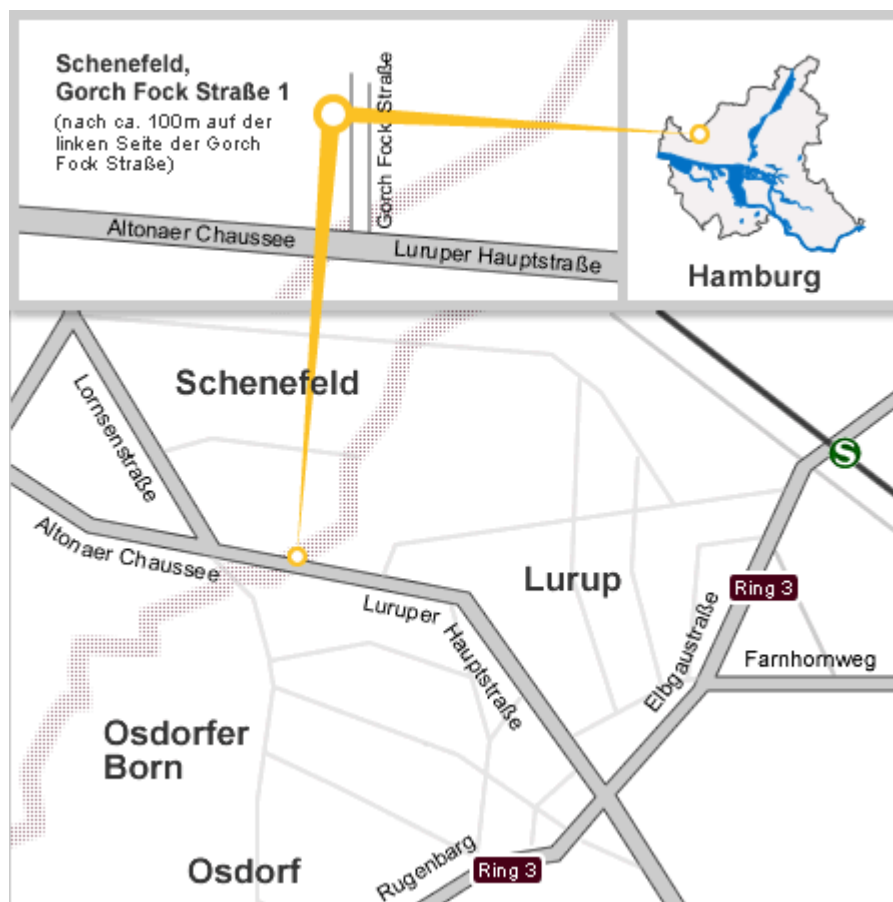 Schenefeld,
Gorch Fock Straße 1
(nach ca. 100m auf der
linken Seite der Gorch
Fock Straße)
Gorch Fock Straße
Altonaer Chaussee
Luruper Hauptstraße
Hamburg
Schenefeld
Lornsenstraße
S
Altonaer Chaussee
Lurup
Ring 3
Luruper
Hauptstraße
Elbgaustraße
Farnhornweg
Osdorfer
Born
Osdorf
Rugenbarg
Ring 3